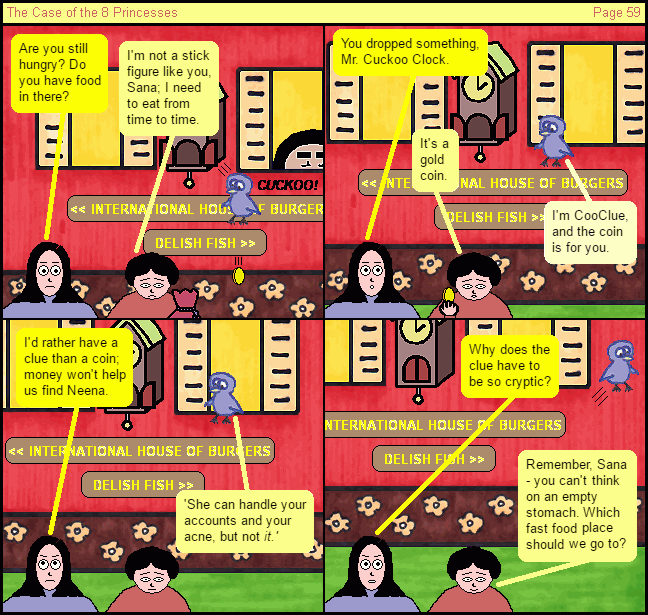 The Case of the 8 Princesses
Page 59
Are you still
hungry? Do
you have food
in there?
I'm not a stick
figure like you,
Sana; I need
to eat from
time to time.
CUCKOO!
<< INTERNATIONAL HOUSE OF BURGER
DELISH FISH >>
You dropped something,
Mr. Cuckoo Clock.
It's a
gold
coin.
I'm CooClue,
and the coin
is for you.
<< INTE NAL HOUSE OF BURGERS
DELISH FISH >>
I'd rather have a
clue than a coin;
money won't help
us find Neena.
<< INTERNATIONAL HOUSE OF BURGERS
DELISH FISH >>
'She can handle your
accounts and your
acne, but not it.'
Why does the
clue have to
be so cryptic?
INTERNATIONAL HOUSE OF BURGERS
DELISH FISH >>
Remember, Sana
- you can't think
on an empty
stomach. Which
fast food place
should we go to?